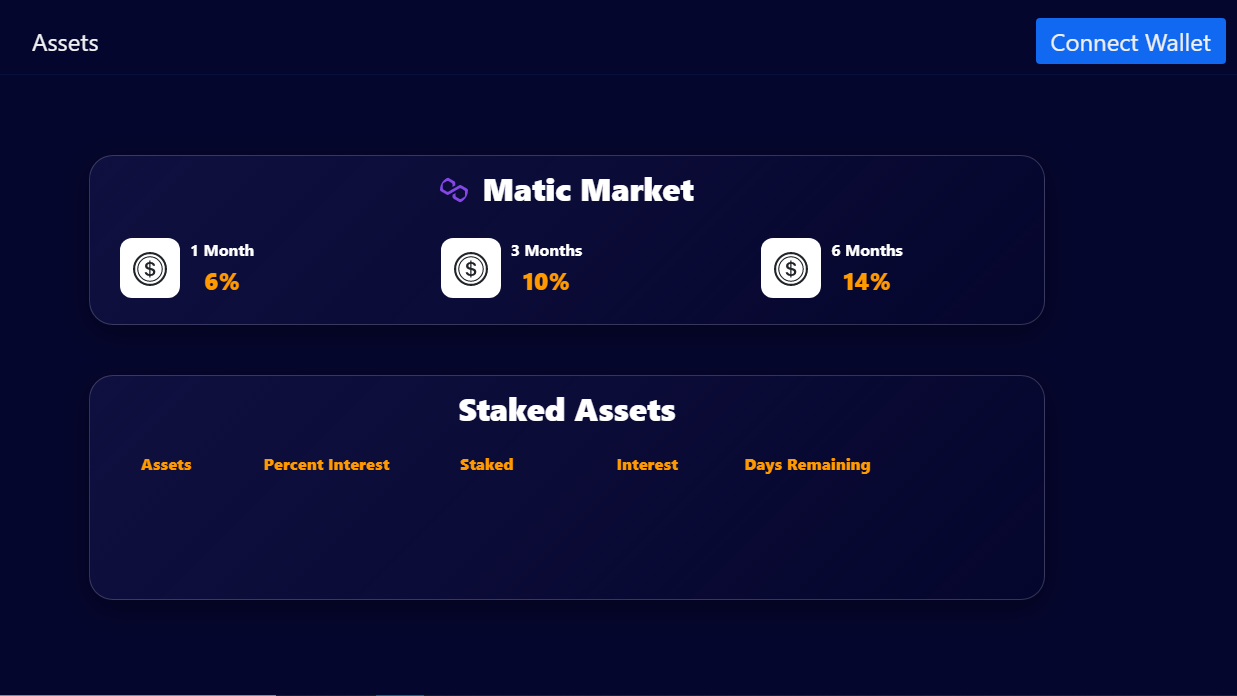 Assets
Connect Wallet
Matic Market
1 Month
6%
3 Months
10%
6 Months
14%
Staked Assets
Assets Percent Interest Staked Interest Days Remaining